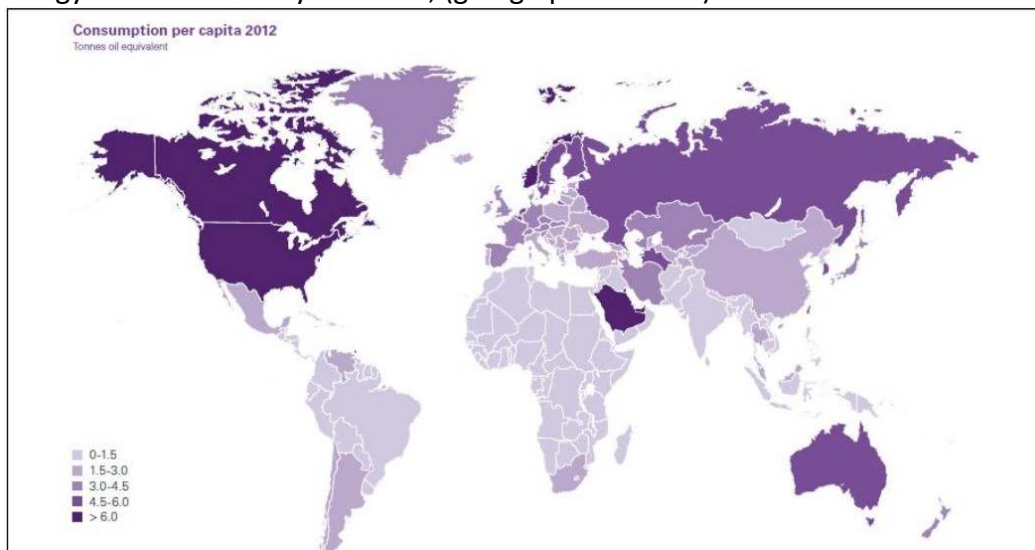 Consumption per capita 2012
Tonnes oil equivalent
0-1.5
1.5-3.0
3.0-4.5
4.5-6.0
> 6.0